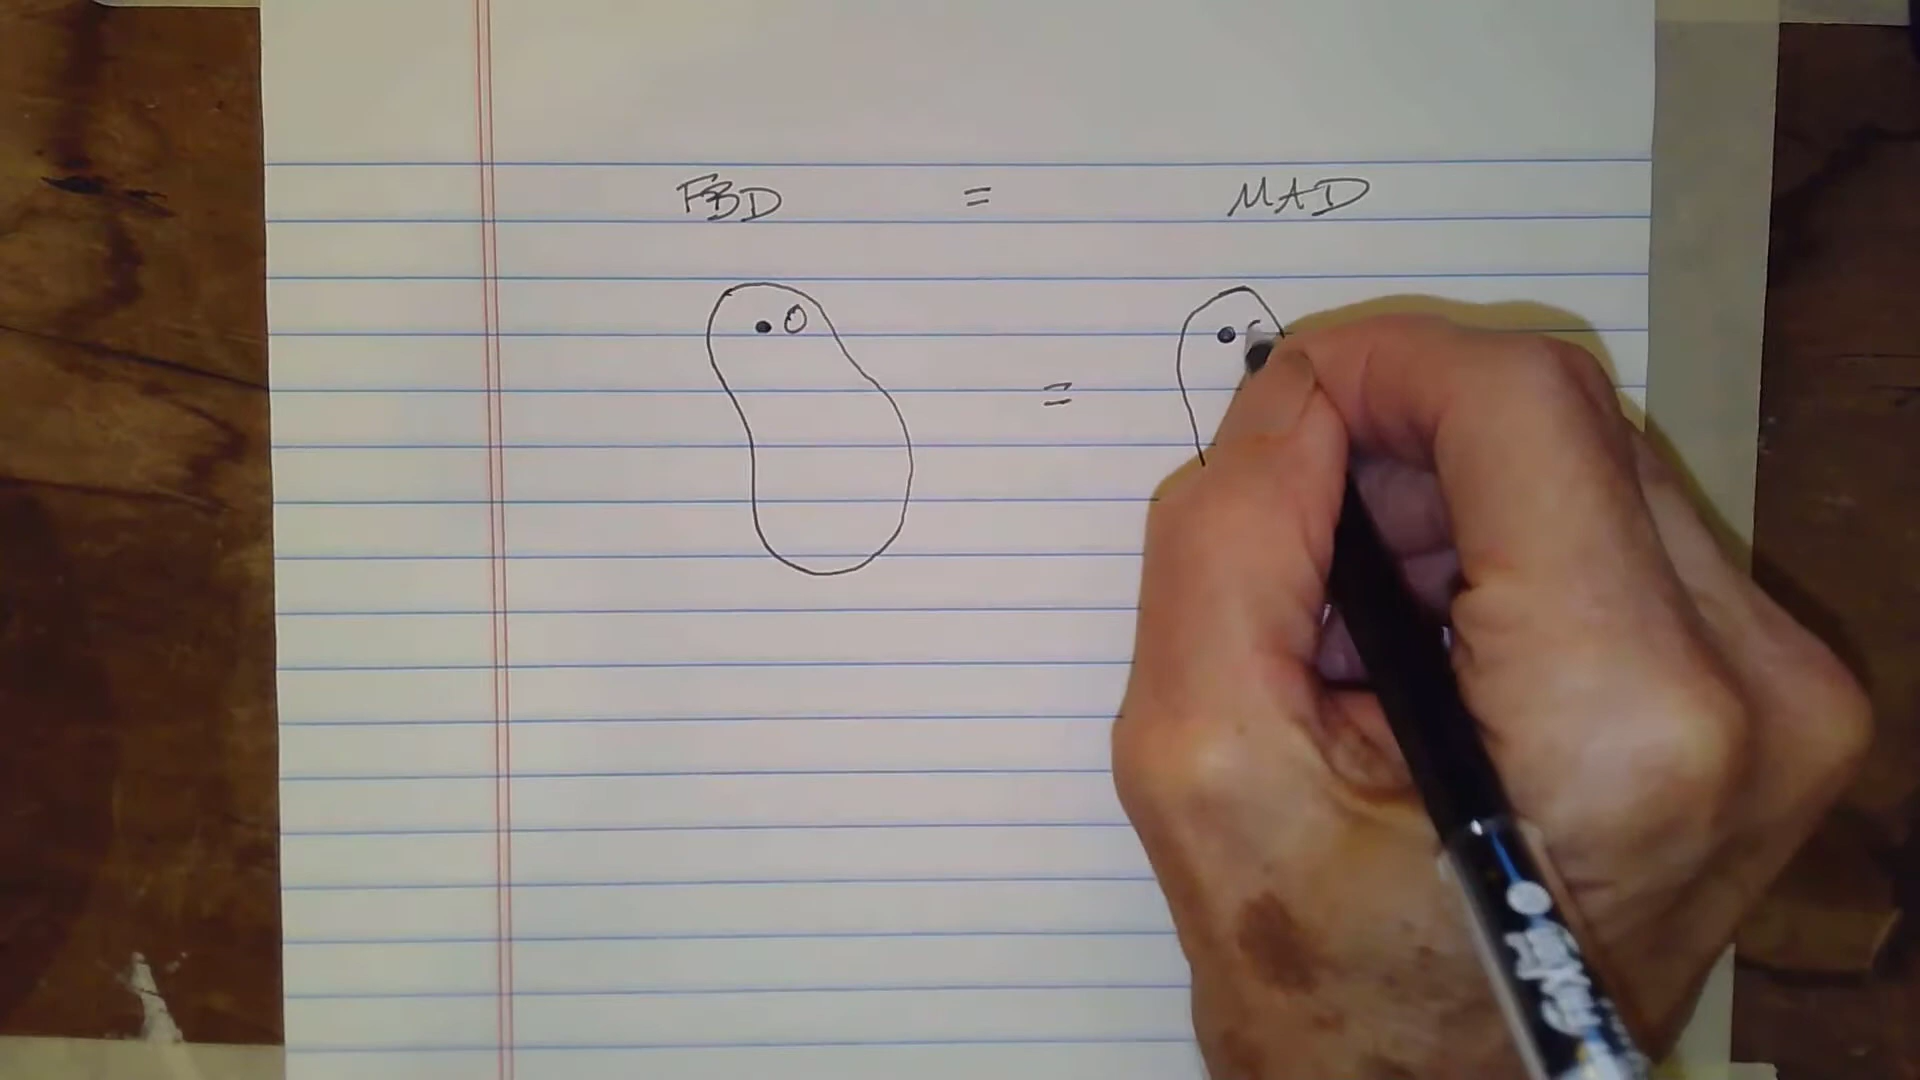 FBD = MAD
O
=